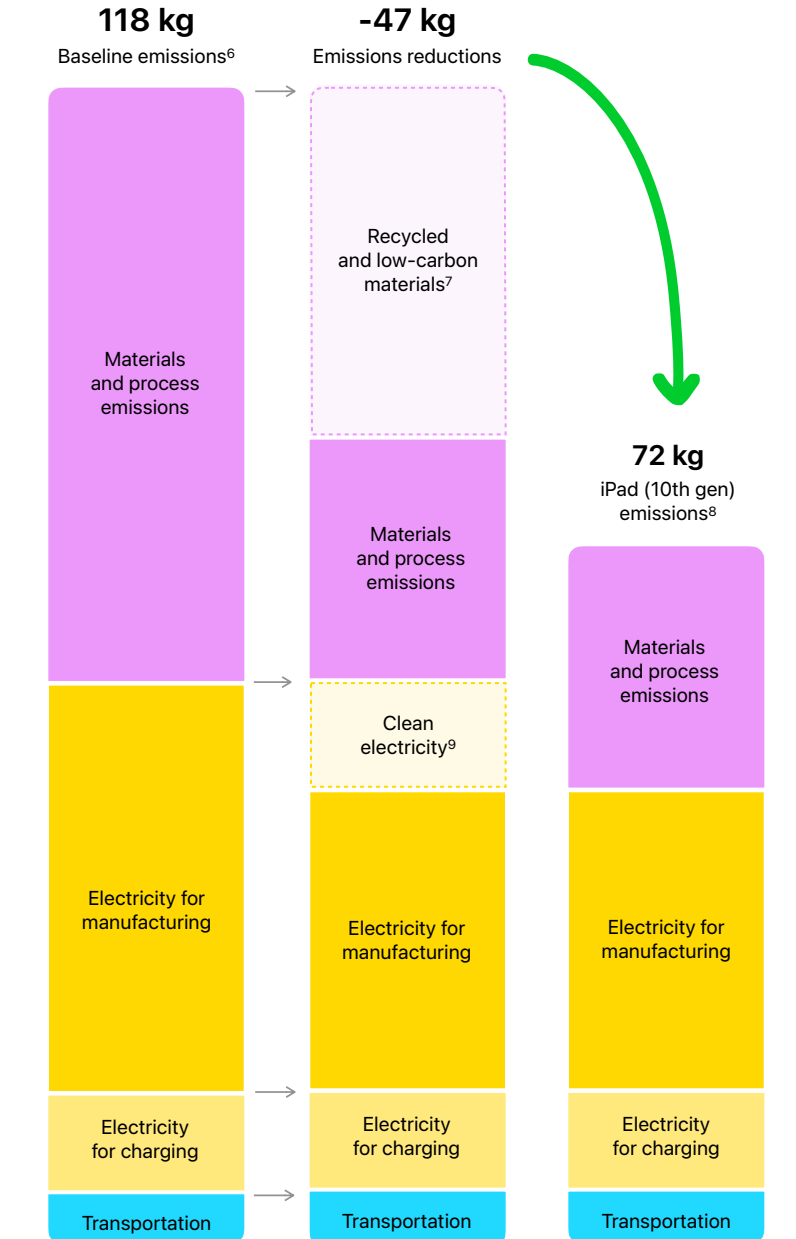 118 kg
Baseline emissions⁶
Materials
and process
emissions
Electricity for
manufacturing
Electricity
for charging
Transportation
-47 kg
Emissions reductions
Recycled
and low-carbon
materials⁷
Materials
and process
emissions
Clean
electricity⁹
Electricity for
manufacturing
Electricity
for charging
Transportation
72 kg
iPad (10th gen)
emissions⁸
Materials
and process
emissions
Electricity for
manufacturing
Electricity
for charging
Transportation